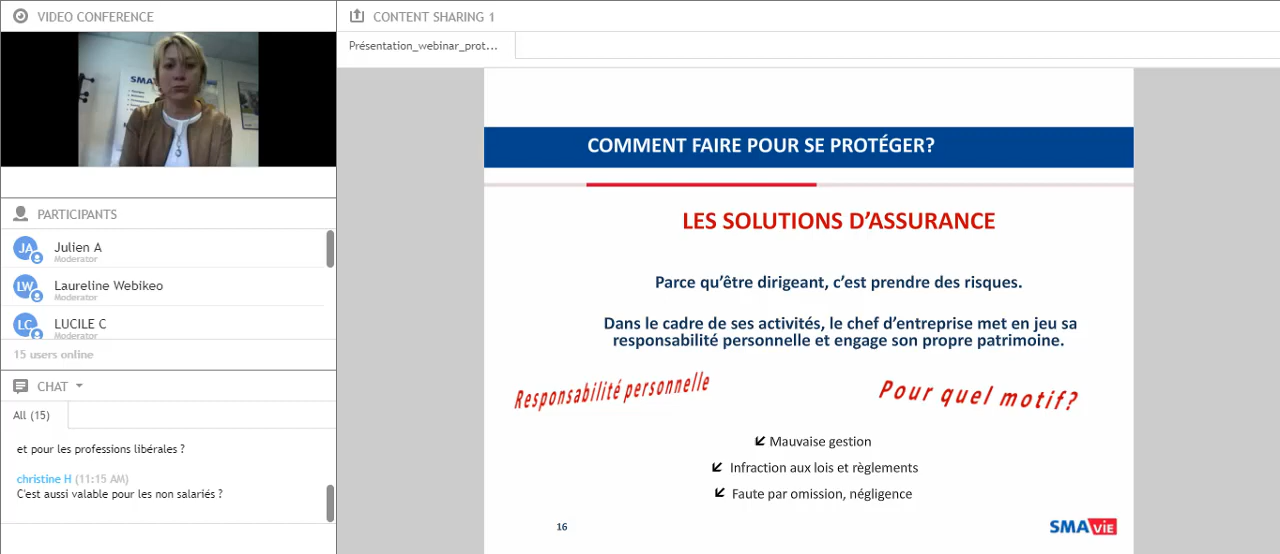 VIDEO CONFERENCE
SMA
PARTICIPANTS
JA
Julien A
Moderator
LW
Laureline Webikeo
Moderator
LC
LUCILE C
Moderator
15 users online
CHAT
All (15)
et pour les professions libérales ?
christine H (11:15 AM)
C'est aussi valable pour les non salariés ?
CONTENT SHARING 1
Présentation_webinar_prot...
COMMENT FAIRE POUR SE PROTÉGER?
LES SOLUTIONS D’ASSURANCE
Parce qu’être dirigeant, c’est prendre des risques.
Dans le cadre de ses activités, le chef d’entreprise met en jeu sa
responsabilité personnelle et engage son propre patrimoine.
Responsabilité personnelle
Pour quel motif?
Mauvaise gestion
Infraction aux lois et règlements
Faute par omission, négligence
16
SMA VIE